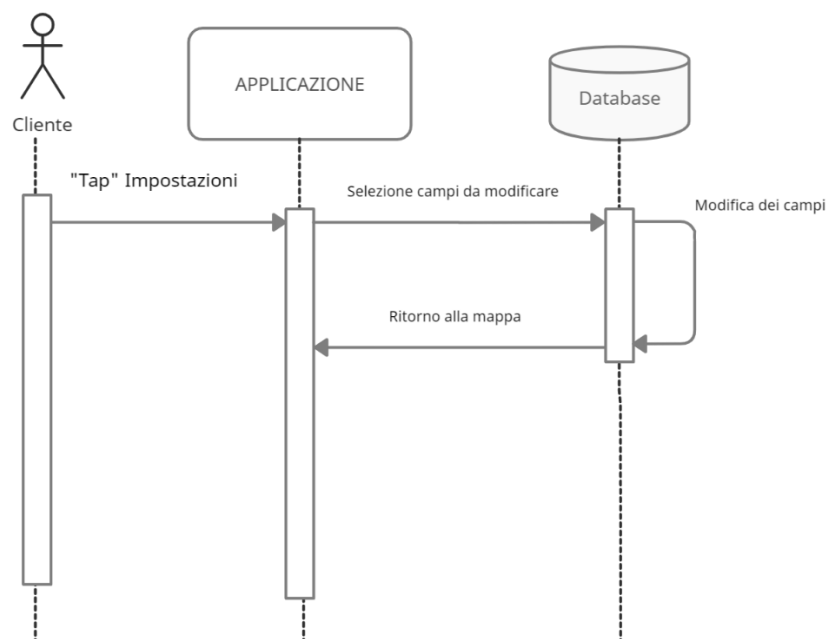 APPLICAZIONE
Database
Cliente
"Tap" Impostazioni
Selezione campi da modificare
Modifica dei campi
Ritorno alla mappa